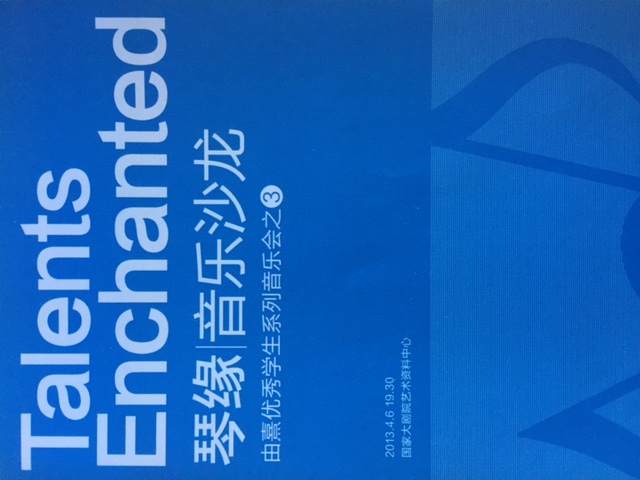 Talents
Enchanted
琴缘|音乐沙龙
由熹优秀学生系列音乐会之3
2013.4.6 19.30
国家大剧院艺术资料中心